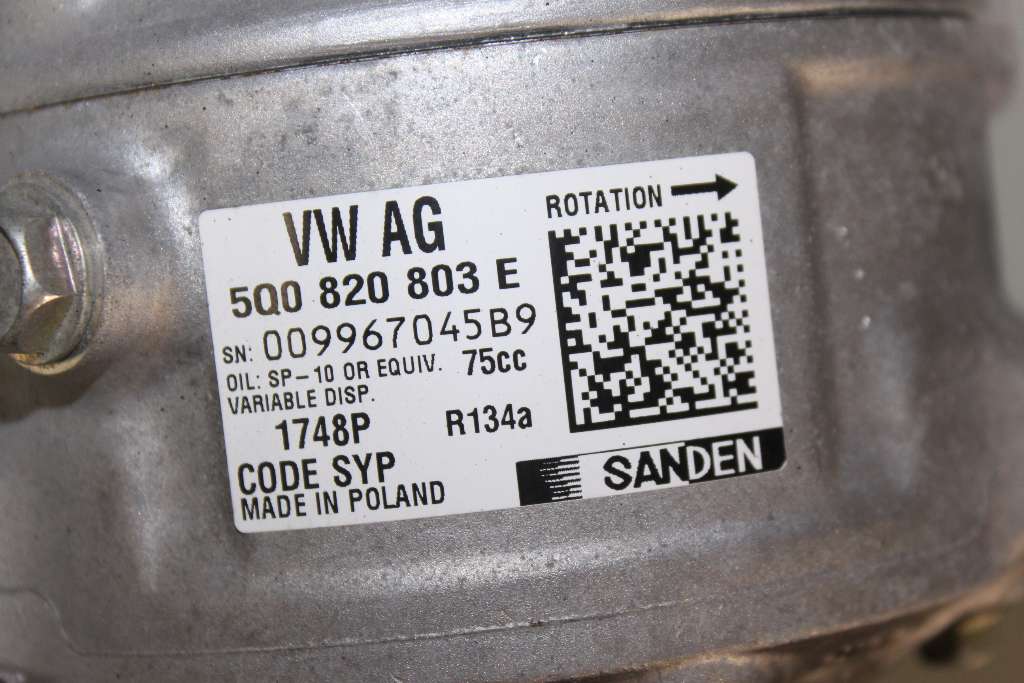 VW AG
5Q0 820 803 E
SN: 009967045B9
OIL: SP-10 OR EQUIV. 75cc
VARIABLE DISP.
1748P R134a
CODE SYP
MADE IN POLAND
ROTATION
SANDEN